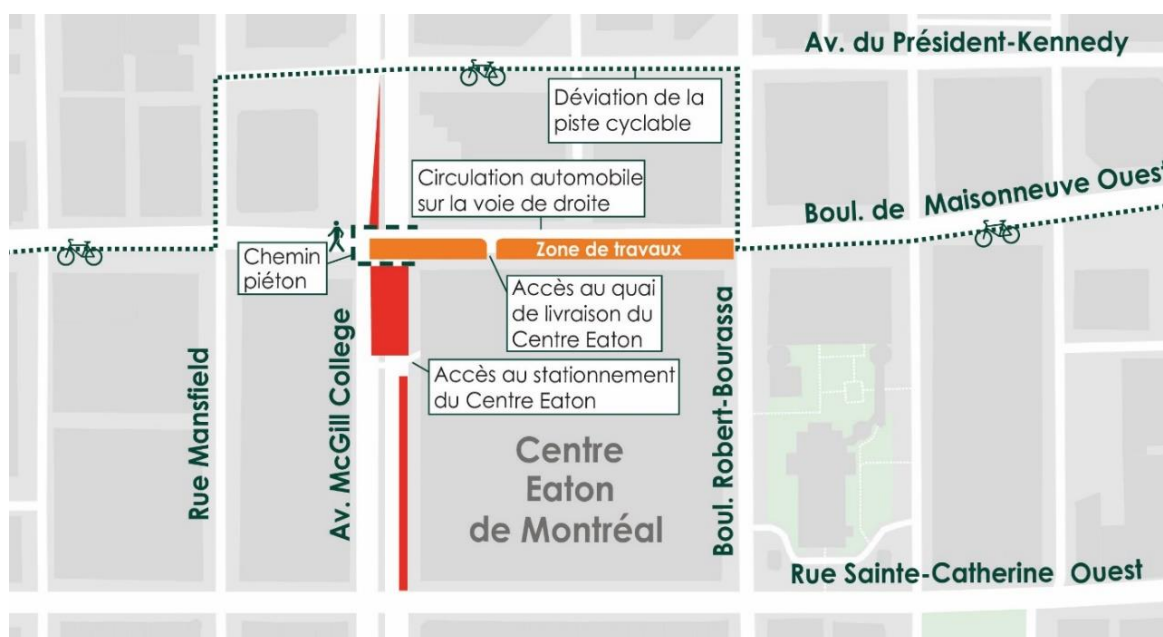 Av. du Président-Kennedy
Déviation de la
piste cyclable
Circulation automobile
sur la voie de droite
Boul. de Maisonneuve Ouest
Chemin
piéton
Zone de travaux
Accès au quai
de livraison du
Centre Eaton
Accès au stationnement
du Centre Eaton
Rue Mansfield
Av. McGill College
Centre
Eaton
de Montréal
Boul. Robert-Bourassa
Rue Sainte-Catherine Ouest